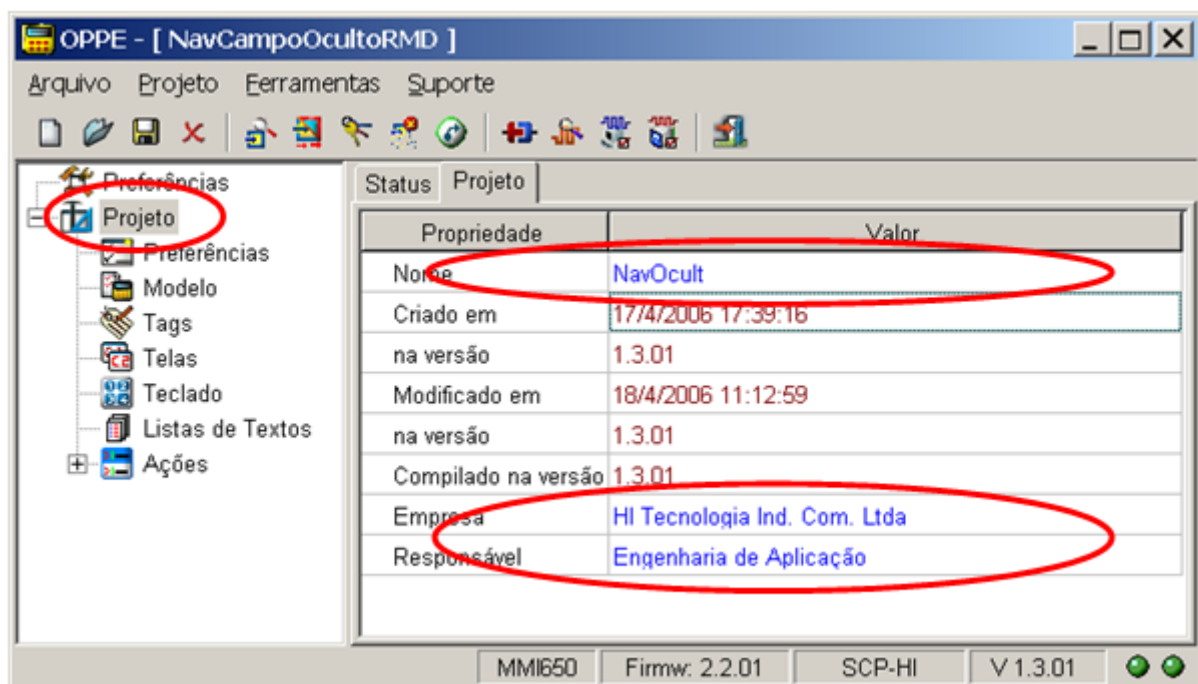 OPPE - [ NavCampoOcultoRMD ]
Arquivo Projeto Ferramentas Suporte
Preferências
Projeto
Preferências
Modelo
Tags
Telas
Teclado
Listas de Textos
Ações
Status Projeto
Propriedade Valor
Nome NavOcult
Criado em 17/4/2006 17:39:16
na versão 1.3.01
Modificado em 18/4/2006 11:12:59
na versão 1.3.01
Compilado na versão 1.3.01
Empresa HI Tecnologia Ind. Com. Ltda
Responsável Engenharia de Aplicação
MMI650 Firmw: 2.2.01 SCP-HI V 1.3.01